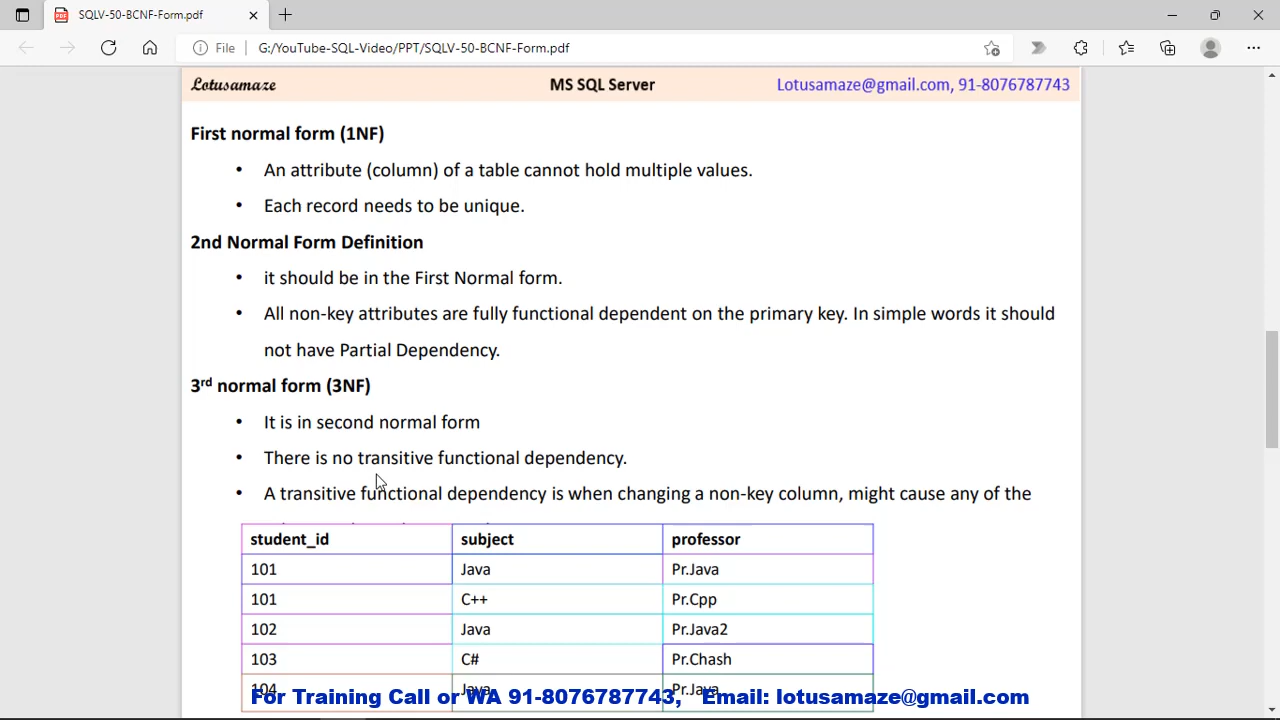 SQLV-50-BCNF-Form.pdf
File G:/YouTube-SQL-Video/PPT/SQLV-50-BCNF-Form.pdf
Lotusamaze MS SQL Server Lotusamaze@gmail.com, 91-8076787743
First normal form (1NF)
• An attribute (column) of a table cannot hold multiple values.
• Each record needs to be unique.
2nd Normal Form Definition
• it should be in the First Normal form.
• All non-key attributes are fully functional dependent on the primary key. In simple words it should
not have Partial Dependency.
3rd normal form (3NF)
• It is in second normal form
• There is no transitive functional dependency.
• A transitive functional dependency is when changing a non-key column, might cause any of the
student_id subject professor
101 Java Pr.Java
101 C++ Pr.Cpp
102 Java Pr.Java2
103 C# Pr.Chash
104 Java Pr.Java
For Training Call or WA 91-8076787743, Email: lotusamaze@gmail.com